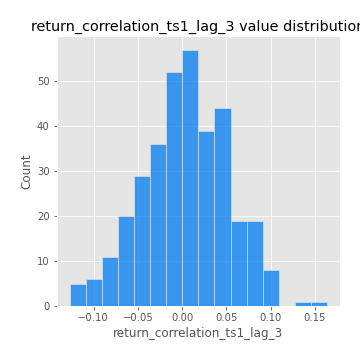 return_correlation_ts1_lag_3 value distribution
Count
50
40
30
20
10
0
−0.10 −0.05 0.00 0.05 0.10 0.15
return_correlation_ts1_lag_3